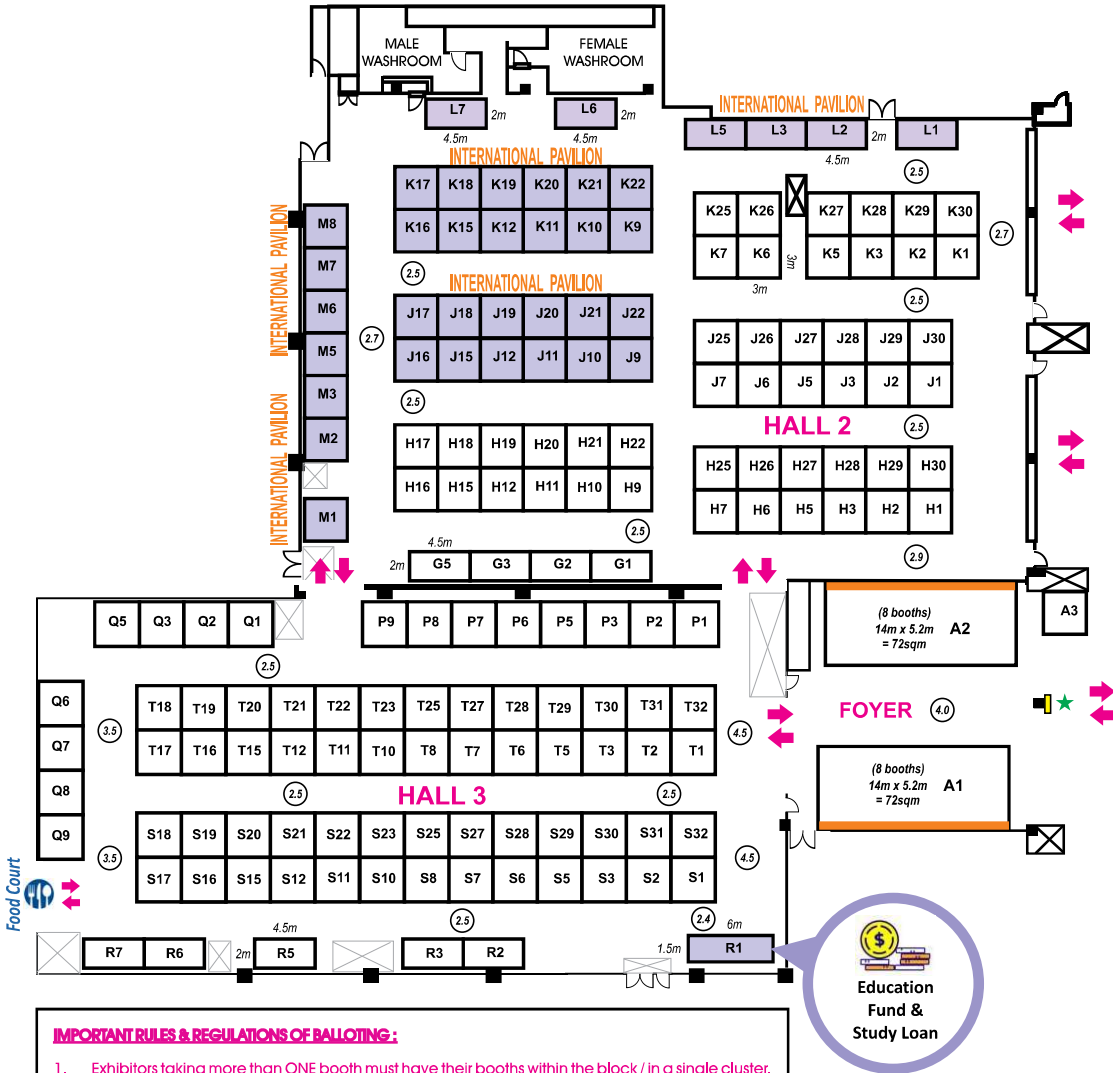 MALE
WASHROOM
FEMALE
WASHROOM
L7
2m
4.5m
L6
2m
4.5m
INTERNATIONAL PAVILION
L5
L3
L2
2m
L1
4.5m
INTERNATIONAL PAVILION
2.5
K17 K18 K19 K20 K21 K22
K16 K15 K12 K11 K10 K9
K25 K26 K27 K28 K29 K30
K7 K6 K5 K3 K2 K1
3m
3m
2.7
2.5
2.5
INTERNATIONAL PAVILION
INTERNATIONAL PAVILION
INTERNATIONAL PAVILION
M8
M7
M6
M5
M3
M2
M1
2.7
J17 J18 J19 J20 J21 J22
J16 J15 J12 J11 J10 J9
J25 J26 J27 J28 J29 J30
J7 J6 J5 J3 J2 J1
2.5
HALL 2
2.5
H17 H18 H19 H20 H21 H22
H16 H15 H12 H11 H10 H9
H25 H26 H27 H28 H29 H30
H7 H6 H5 H3 H2 H1
2.5
2.9
4.5m
2m
G5 G3 G2 G1
Q5 Q3 Q2 Q1
P9 P8 P7 P6 P5 P3 P2 P1
(8 booths)
14m x 5.2m
= 72sqm
A2
A3
2.5
Q6
Q7
Q8
Q9
3.5
T18 T19 T20 T21 T22 T23 T25 T27 T28 T29 T30 T31 T32
T17 T16 T15 T12 T11 T10 T8 T7 T6 T5 T3 T2 T1
4.5
FOYER
4.0
2.5
HALL 3
2.5
(8 booths)
14m x 5.2m
= 72sqm
A1
S18 S19 S20 S21 S22 S23 S25 S27 S28 S29 S30 S31 S32
S17 S16 S15 S12 S11 S10 S8 S7 S6 S5 S3 S2 S1
3.5
4.5
Food Court
2.5
2.4
6m
4.5m
R7 R6
2m
R5
R3 R2
1.5m
R1
$
Education
Fund &
Study Loan
IMPORTANT RULES & REGULATIONS OF BALLOTING :
1. Exhibitors taking more than ONE booth must have their booths within the block / in a single cluster.